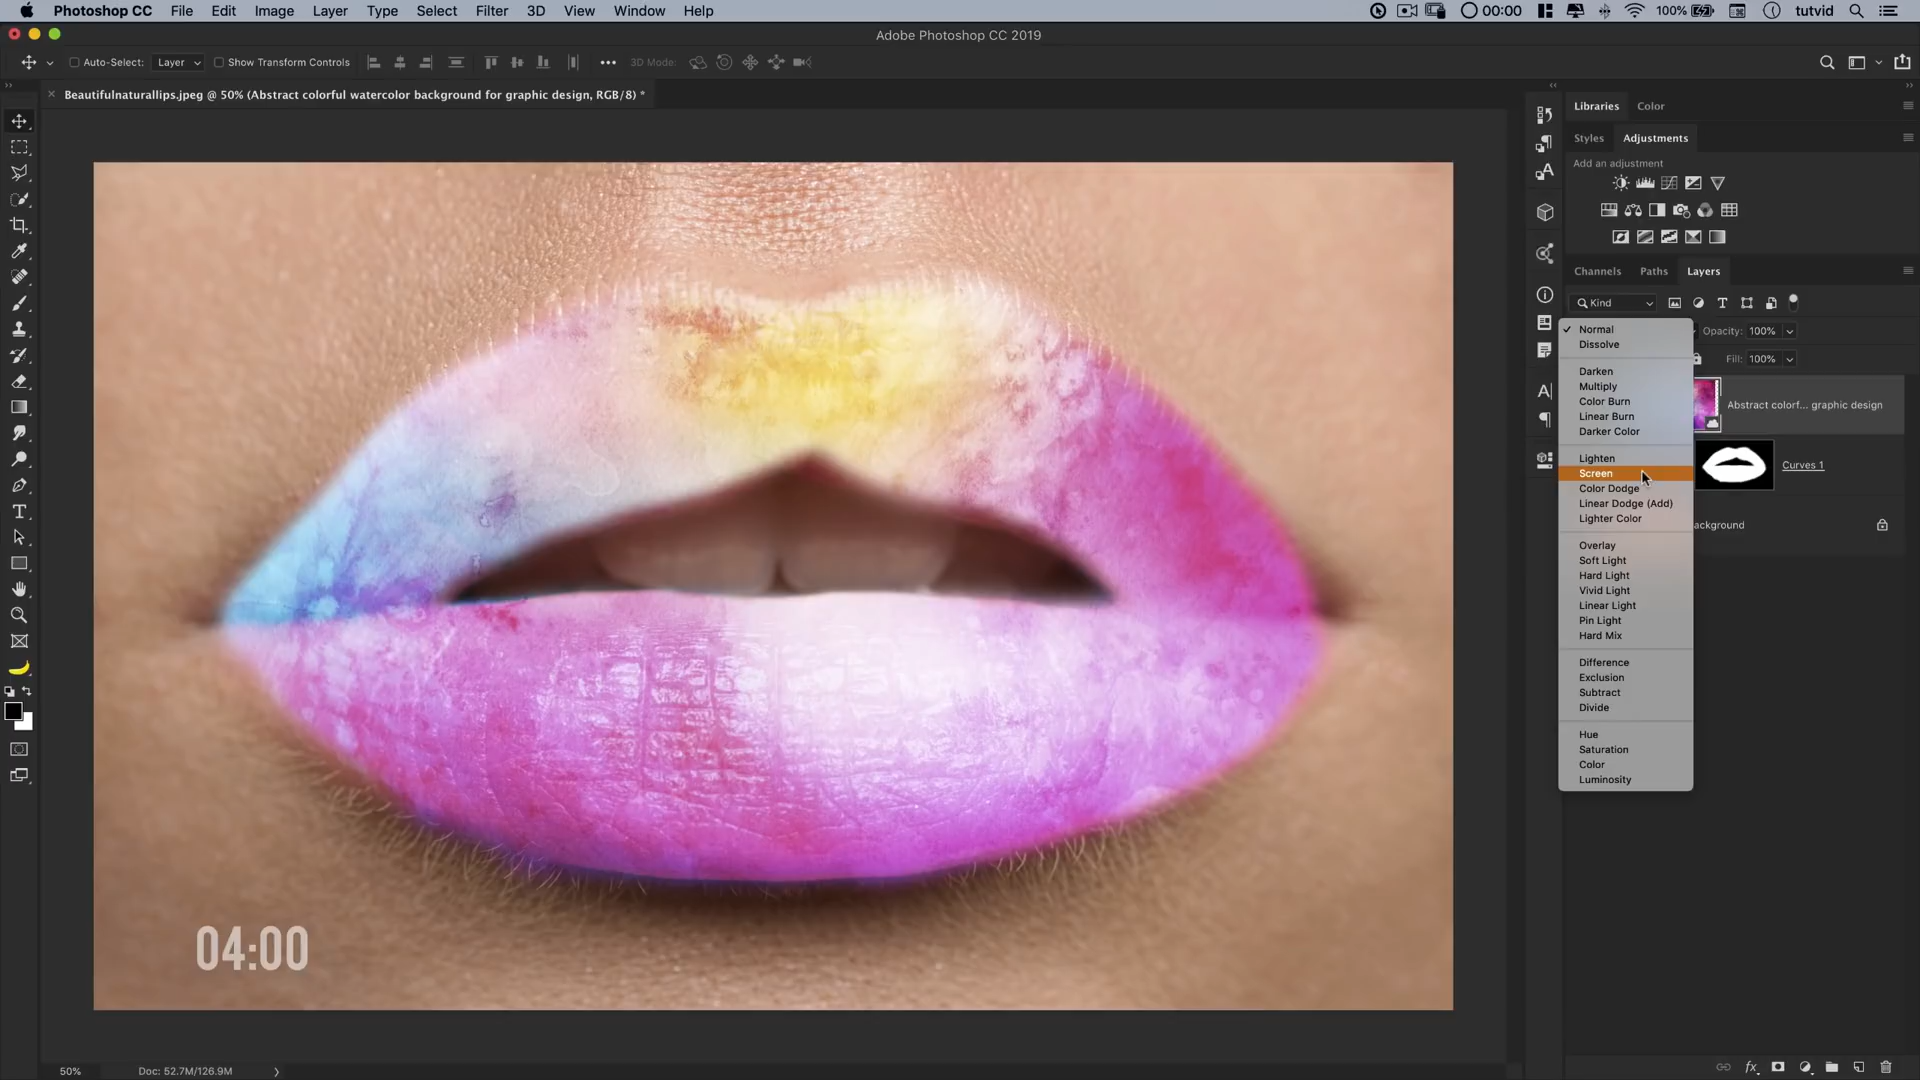 Photoshop CC File Edit Image Layer Type Select Filter 3D View Window Help 00:00 100% tutvid
Adobe Photoshop CC 2019
Auto-Select: Layer Show Transform Controls 3D Mode:
Beautifulnaturallips.jpeg @ 50% (Abstract colorful watercolor background for graphic design, RGB/8) *
Libraries Color
Styles Adjustments
Add an adjustment
Channels Paths Layers
Kind
Normal Opacity: 100%
Dissolve
Fill: 100%
Darken
Multiply
Color Burn
Linear Burn
Darker Color
Abstract colorf... graphic design
Lighten
Screen
Color Dodge
Linear Dodge (Add)
Lighter Color
Curves 1
ackground
Overlay
Soft Light
Hard Light
Vivid Light
Linear Light
Pin Light
Hard Mix
Difference
Exclusion
Subtract
Divide
Hue
Saturation
Color
Luminosity
04:00
50% Doc: 52.7M/126.9M